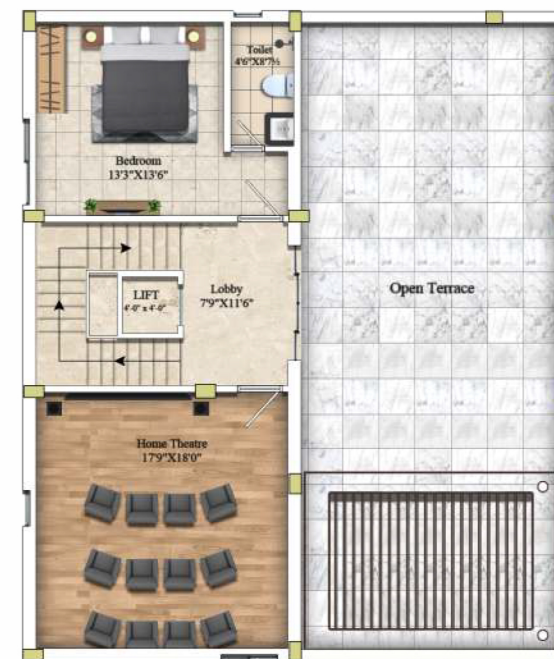 Toilet
4'6"X8'7½
Bedroom
13'3"X13'6"
LIFT
4'-0" x 4'-0"
Lobby
7'9"X11'6"
Open Terrace
Home Theatre
17'9"X18'0"